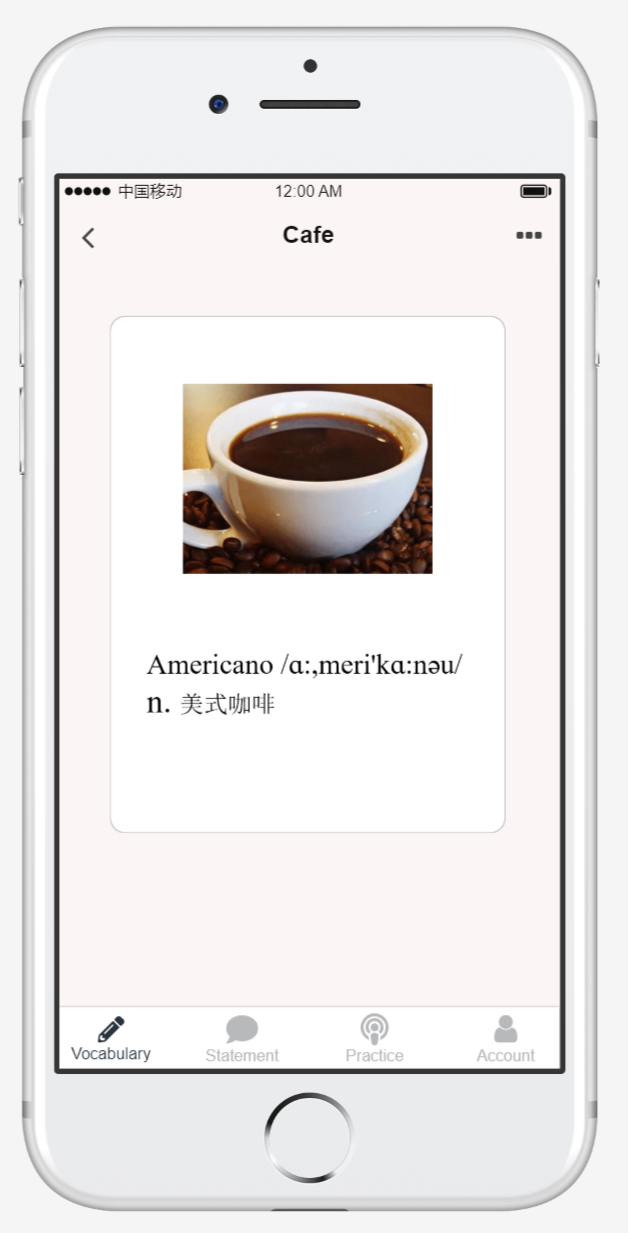 中国移动 12:00 AM
Cafe
Americano /ɑ:,meri'kɑ:nəu/
n. 美式咖啡
Vocabulary Statement Practice Account